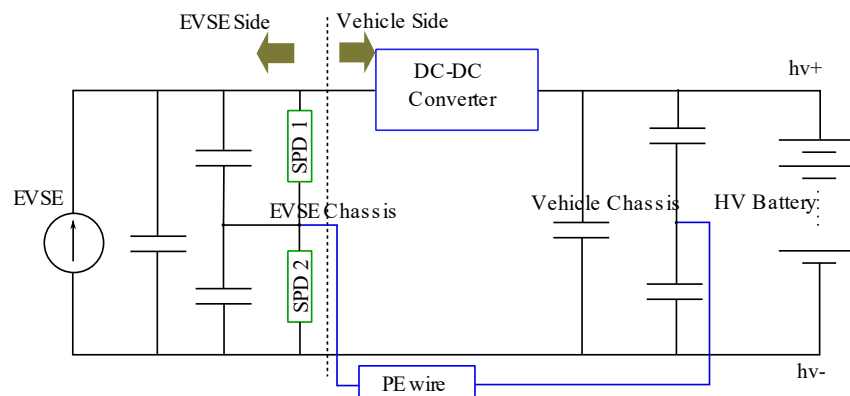 EVSE Side
Vehicle Side
DC-DC
Converter
hv+
SPD 1
EVSE
EVSE Chassis
Vehicle Chassis
HV Battery
SPD 2
PE wire
hv-